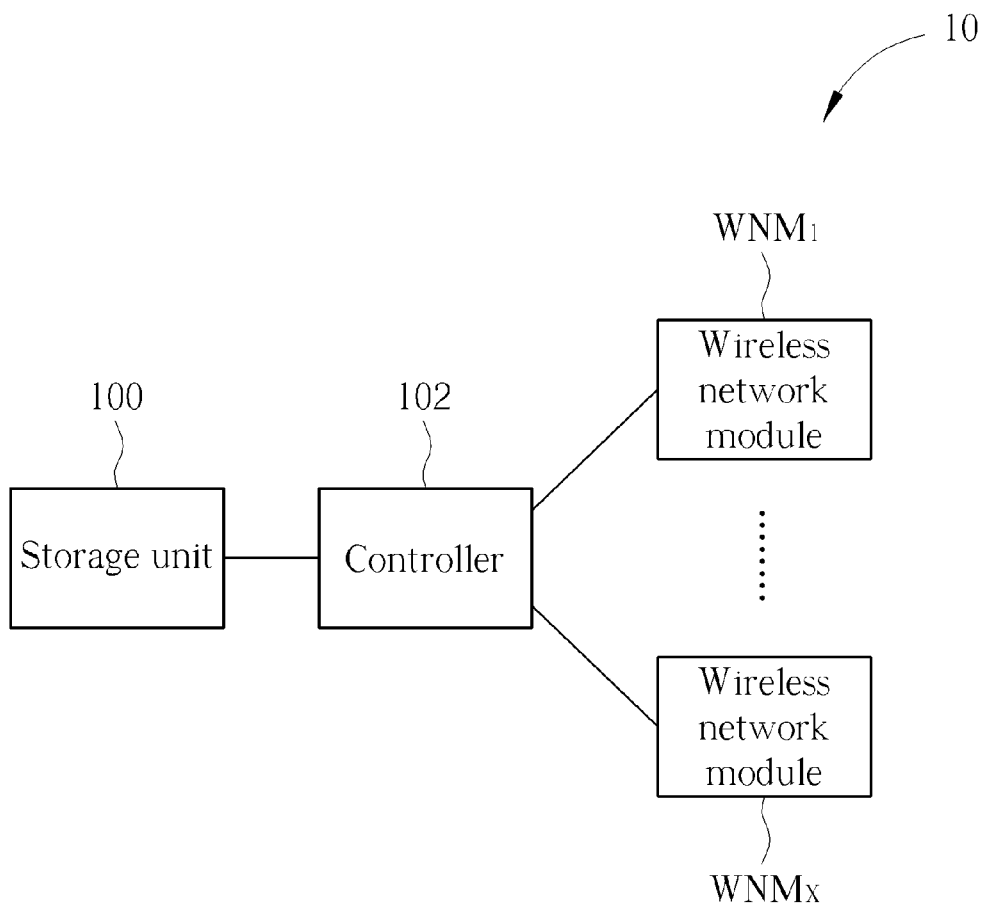 10
WNM1
Wireless
network
module
100
102
Storage unit
Controller
Wireless
network
module
WNMX